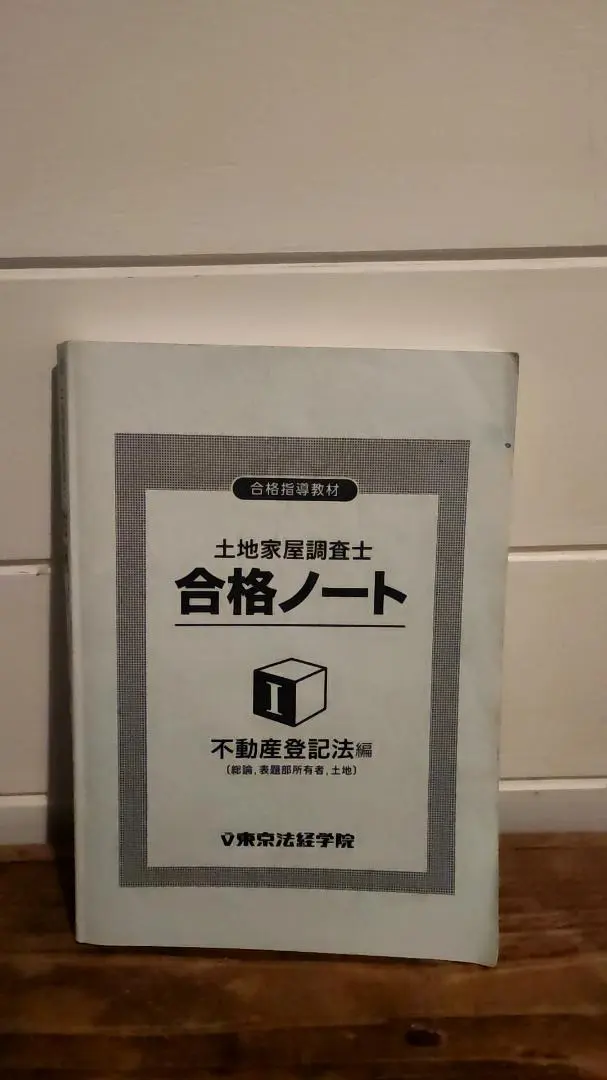 合格指導教材
土地家屋調査士
合格ノート
I
不動産登記法編
〔総論,表題部所有者,土地〕
東京法経学院